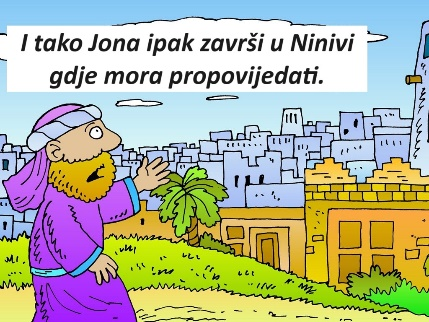 I tako Jona ipak završi u Ninivi
gdje mora propovijedati.